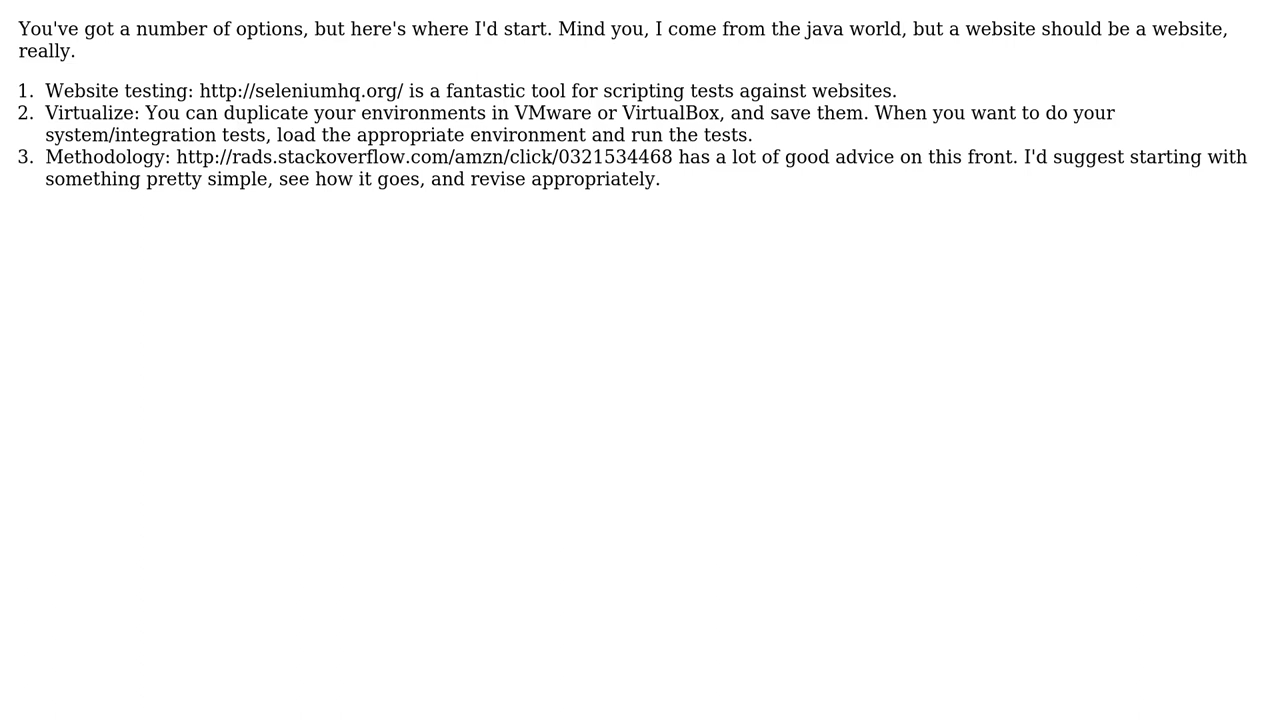 You've got a number of options, but here's where I'd start. Mind you, I come from the java world, but a website should be a website,
really.
1. Website testing: http://seleniumhq.org/ is a fantastic tool for scripting tests against websites.
2. Virtualize: You can duplicate your environments in VMware or VirtualBox, and save them. When you want to do your
system/integration tests, load the appropriate environment and run the tests.
3. Methodology: http://rads.stackoverflow.com/amzn/click/0321534468 has a lot of good advice on this front. I'd suggest starting with
something pretty simple, see how it goes, and revise appropriately.